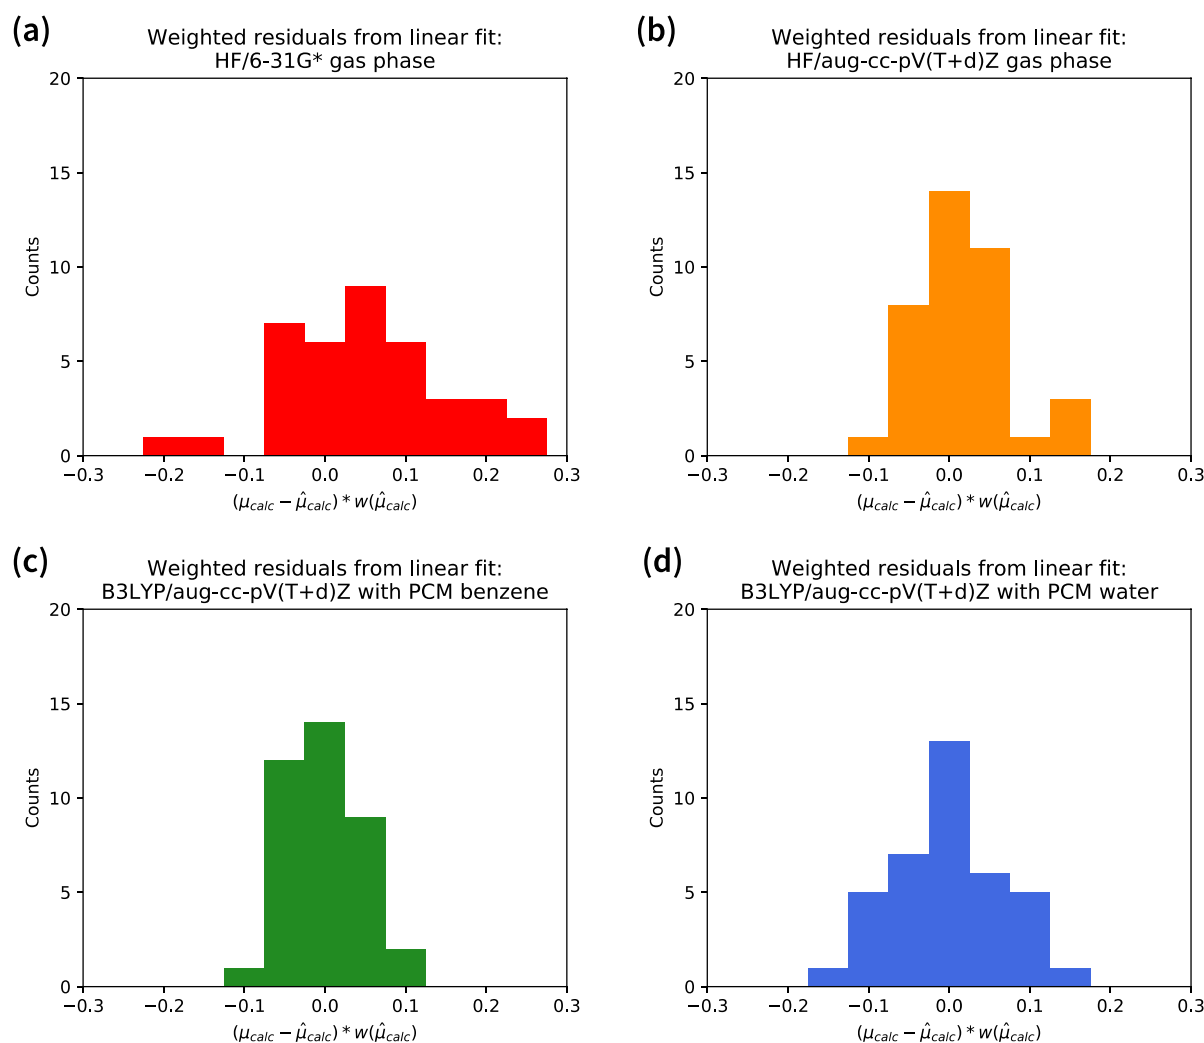 (a)
Weighted residuals from linear fit:
HF/6-31G* gas phase
20
15
10
5
0
Counts
−0.3
−0.2
−0.1
0.0
0.1
0.2
0.3
(μcalc − μ̂calc) * w(μ̂calc)
(b)
Weighted residuals from linear fit:
HF/aug-cc-pV(T+d)Z gas phase
20
15
10
5
0
Counts
−0.3
−0.2
−0.1
0.0
0.1
0.2
0.3
(μcalc − μ̂calc) * w(μ̂calc)
(c)
Weighted residuals from linear fit:
B3LYP/aug-cc-pV(T+d)Z with PCM benzene
20
15
10
5
0
Counts
−0.3
−0.2
−0.1
0.0
0.1
0.2
0.3
(μcalc − μ̂calc) * w(μ̂calc)
(d)
Weighted residuals from linear fit:
B3LYP/aug-cc-pV(T+d)Z with PCM water
20
15
10
5
0
Counts
−0.3
−0.2
−0.1
0.0
0.1
0.2
0.3
(μcalc − μ̂calc) * w(μ̂calc)